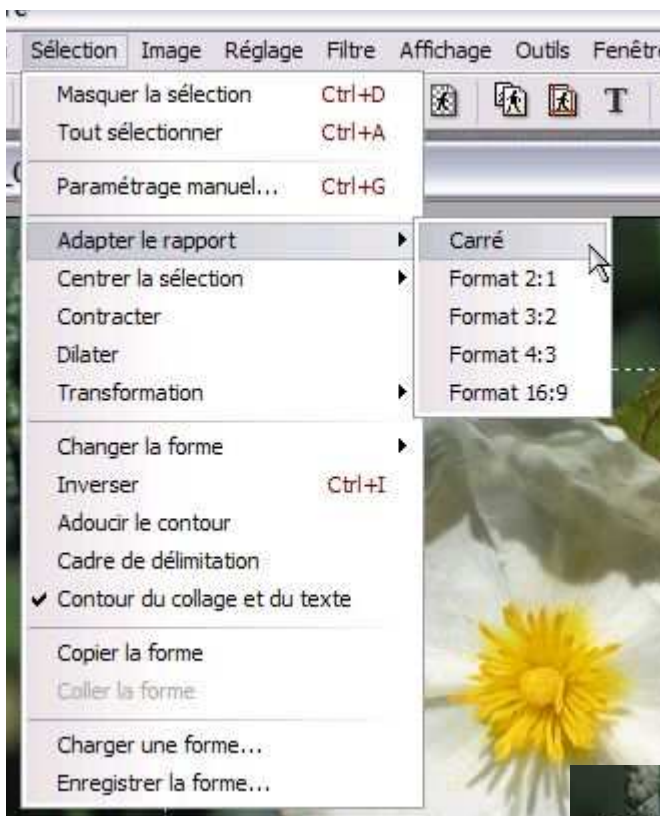 Sélection Image Réglage Filtre Affichage Outils Fenêtre
Masquer la sélection Ctrl+D
Tout sélectionner Ctrl+A
T
Paramétrage manuel... Ctrl+G
Adapter le rapport
Carré
Centrer la sélection
Format 2:1
Contracter
Format 3:2
Dilater
Format 4:3
Transformation
Format 16:9
Changer la forme
Inverser Ctrl+I
Adoucir le contour
Cadre de délimitation
Contour du collage et du texte
Copier la forme
Coller la forme
Charger une forme...
Enregistrer la forme...